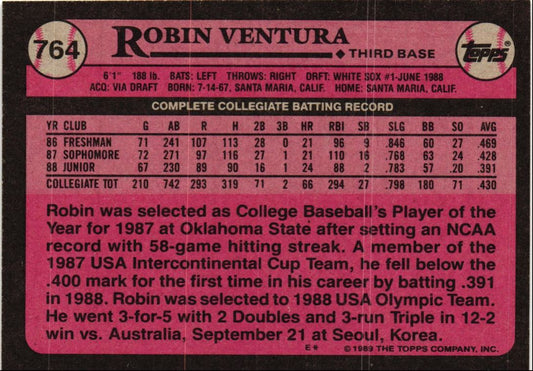 764
ROBIN VENTURA
◆ THIRD BASE
topps®
6'1" 188 lb. BATS: LEFT THROWS: RIGHT DRFT: WHITE SOX #1-JUNE 1988
ACQ: VIA DRAFT BORN: 7-14-67, SANTA MARIA, CALIF. HOME: SANTA MARIA, CALIF.
COMPLETE COLLEGIATE BATTING RECORD
YR CLUB G AB R H 2B 3B HR RBI SB SLG BB SO AVG
86 FRESHMAN 71 241 107 113 28 0 21 96 9 .846 60 27 .469
87 SOPHOMORE 72 271 97 116 27 1 21 110 16 .768 63 24 .428
88 JUNIOR 67 230 89 90 16 1 24 88 2 .783 57 20 .391
COLLEGIATE TOT 210 742 293 319 71 2 66 294 27 .798 180 71 .430
Robin was selected as College Baseball's Player of the
Year for 1987 at Oklahoma State after setting an NCAA
record with 58-game hitting streak. A member of the
1987 USA Intercontinental Cup Team, he fell below the
.400 mark for the first time in his career by batting .391
in 1988. Robin was selected to 1988 USA Olympic Team.
He went 3-for-5 with 2 Doubles and 3-run Triple in 12-2
win vs. Australia, September 21 at Seoul, Korea.
E* © 1989 THE TOPPS COMPANY, INC.